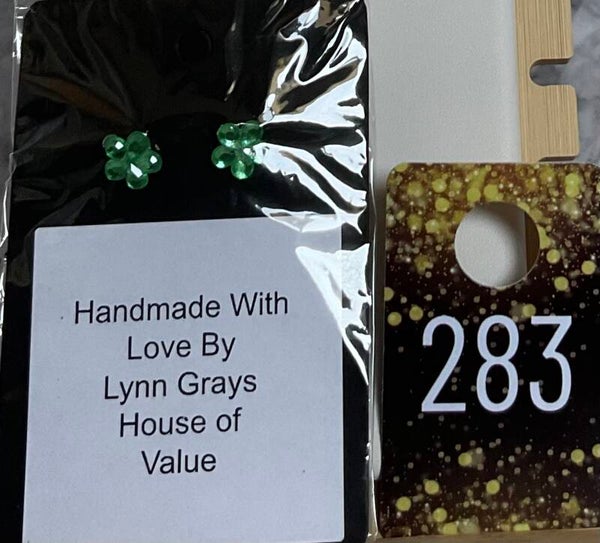 Handmade With
Love By
Lynn Grays
House of
Value
283